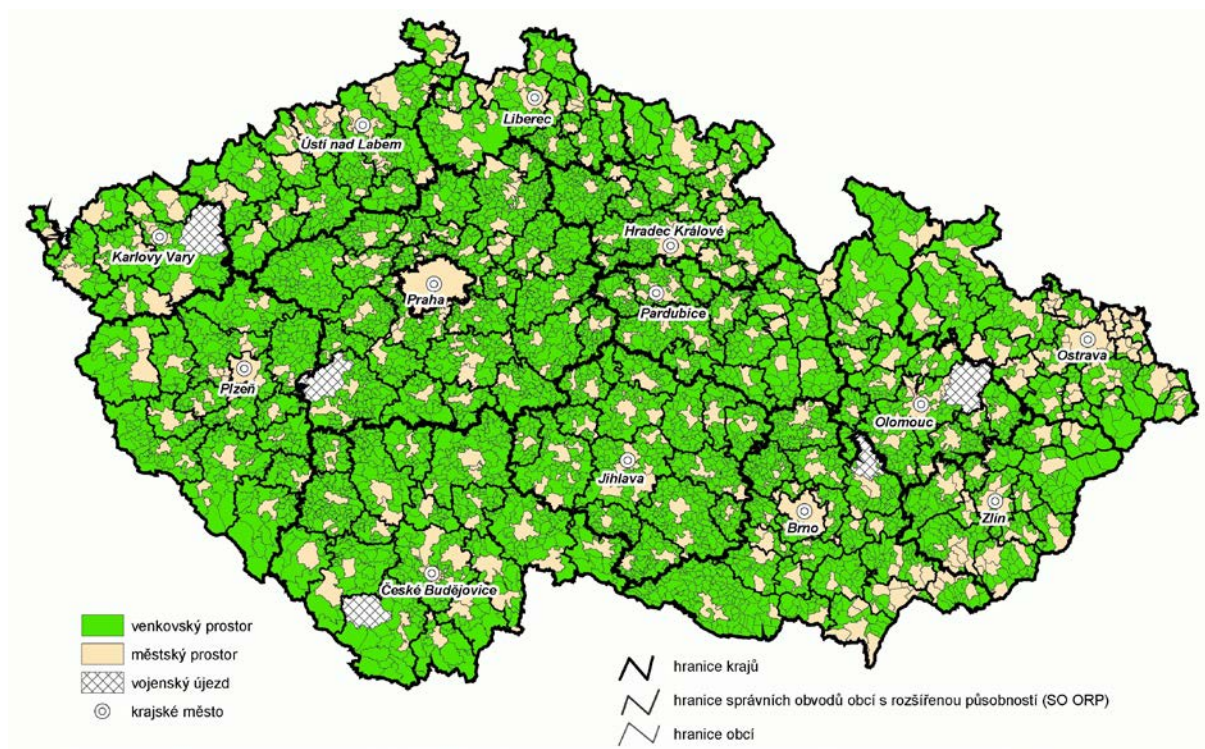 Liberec
Ústí nad Labem
Karlovy Vary
Hradec Králové
Praha
Pardubice
Ostrava
Plzeň
Olomouc
Jihlava
Zlín
Brno
České Budějovice
venkovský prostor
městský prostor
vojenský újezd
krajské město
hranice krajů
hranice správních obvodů obcí s rozšířenou působností (SO ORP)
hranice obcí